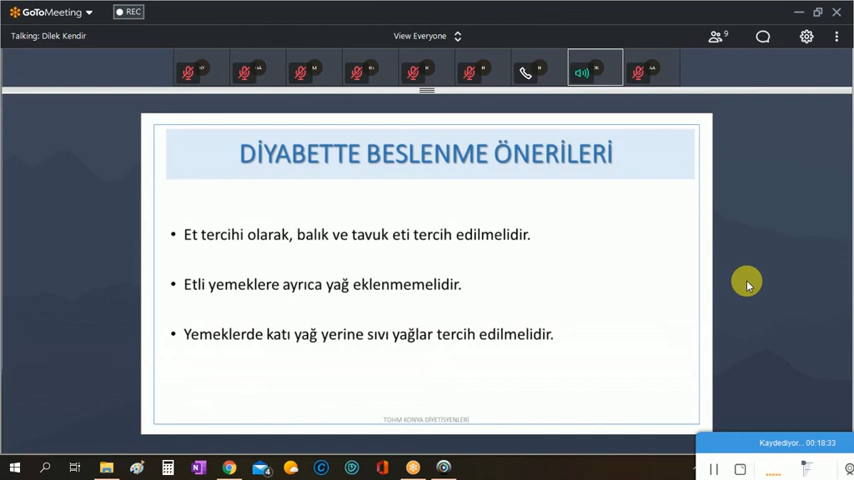 GoToMeeting
REC
Talking: Dilek Kendir
View Everyone
9
DİYABETTE BESLENME ÖNERİLERİ
• Et tercihi olarak, balık ve tavuk eti tercih edilmelidir.
• Etli yemeklere ayrıca yağ eklenmemelidir.
• Yemeklerde katı yağ yerine sıvı yağlar tercih edilmelidir.
TOHM KONYA DİYETİSYENLERİ
Kaydediyor... 00:18:33
4